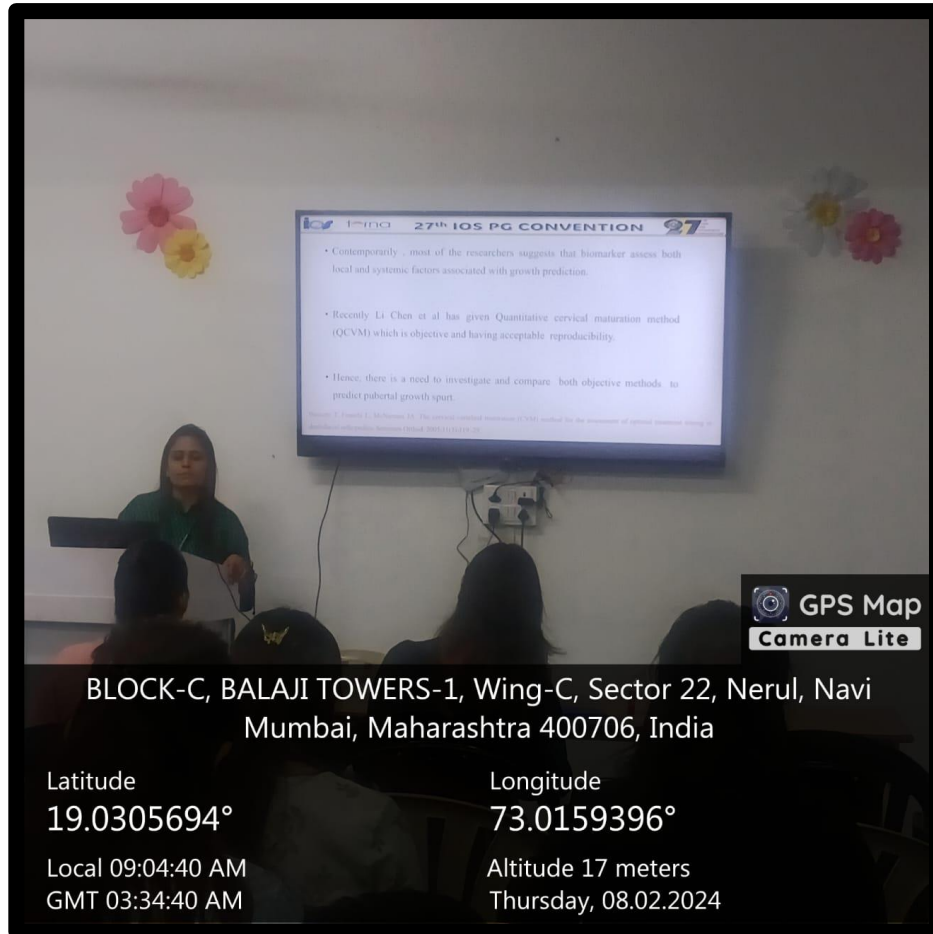 ios terna 27th IOS PG CONVENTION 27
• Contemporarily , most of the researchers suggests that biomarker assess both
local and systemic factors associated with growth prediction.
• Recently Li Chen et al has given Quantitative cervical maturation method
(QCVM) which is objective and having acceptable reproducibility.
• Hence, there is a need to investigate and compare both objective methods to
predict pubertal growth spurt.
GPS Map
Camera Lite
BLOCK-C, BALAJI TOWERS-1, Wing-C, Sector 22, Nerul, Navi
Mumbai, Maharashtra 400706, India
Latitude
19.0305694°
Longitude
73.0159396°
Local 09:04:40 AM
GMT 03:34:40 AM
Altitude 17 meters
Thursday, 08.02.2024